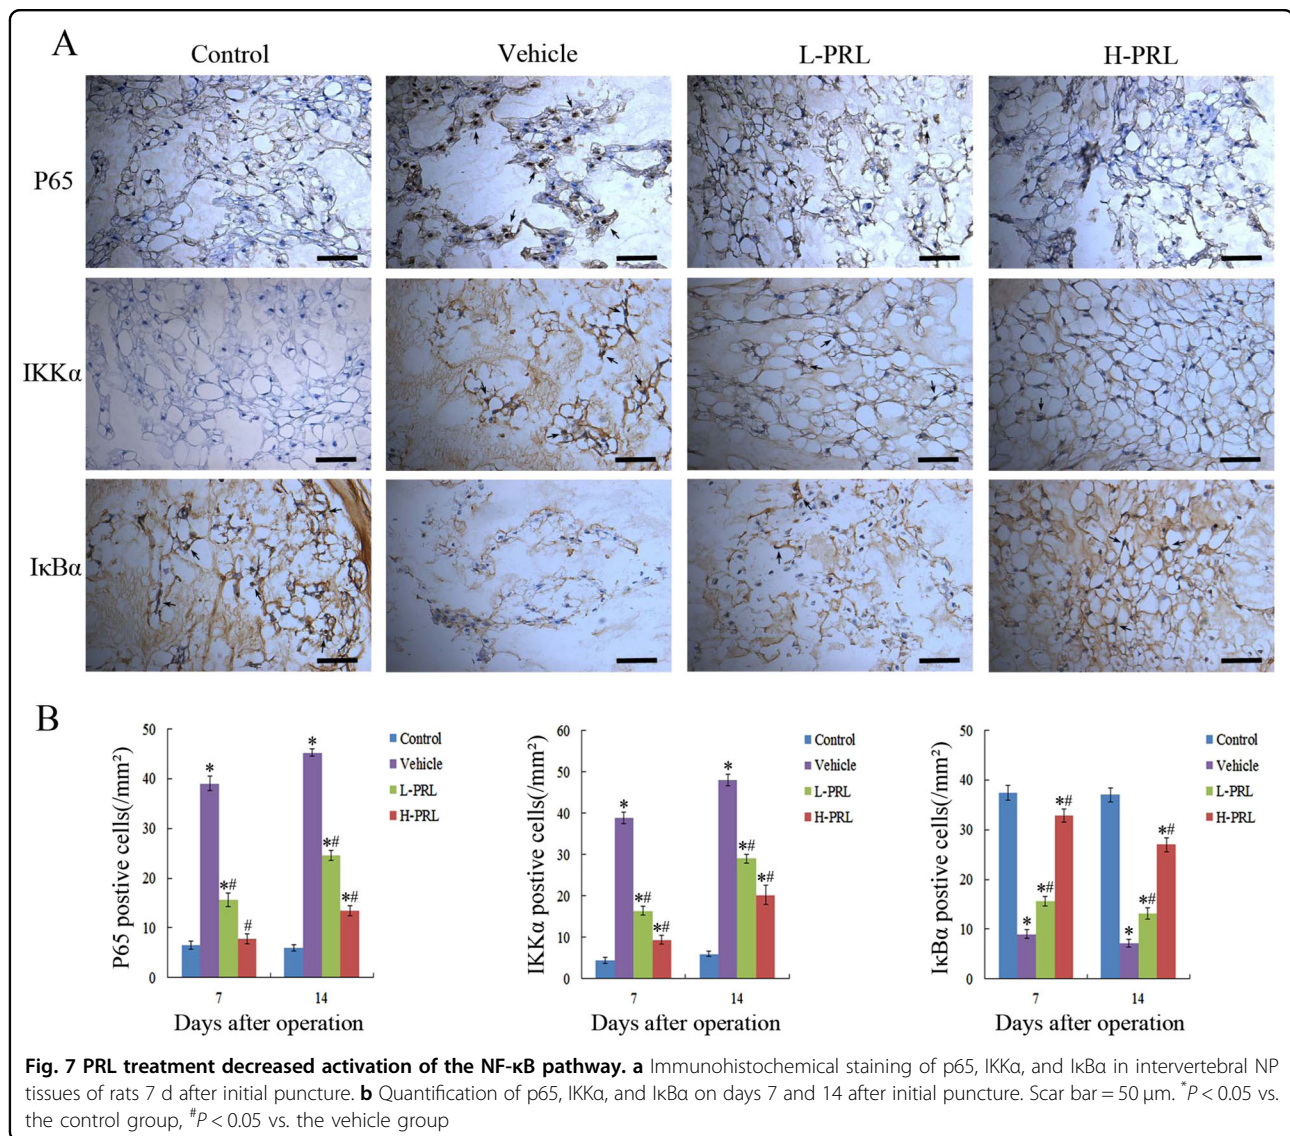 A
Control Vehicle L-PRL H-PRL
P65
IKKα
IκBα
B
P65 postive cells(/mm²)
50
40
30
20
10
0
* *# # * *# *#
7 14
Days after operation
Control
Vehicle
L-PRL
H-PRL
IKKα postive cells(/mm²)
60
50
40
30
20
10
0
* *# *# * *# *#
7 14
Days after operation
Control
Vehicle
L-PRL
H-PRL
IκBα postive cells(/mm²)
50
40
30
20
10
0
* *# *# * *# *#
7 14
Days after operation
Control
Vehicle
L-PRL
H-PRL
Fig. 7 PRL treatment decreased activation of the NF-κB pathway. a Immunohistochemical staining of p65, IKKα, and IκBα in intervertebral NP
tissues of rats 7 d after initial puncture. b Quantification of p65, IKKα, and IκBα on days 7 and 14 after initial puncture. Scar bar = 50 μm. *P < 0.05 vs.
the control group, #P < 0.05 vs. the vehicle group